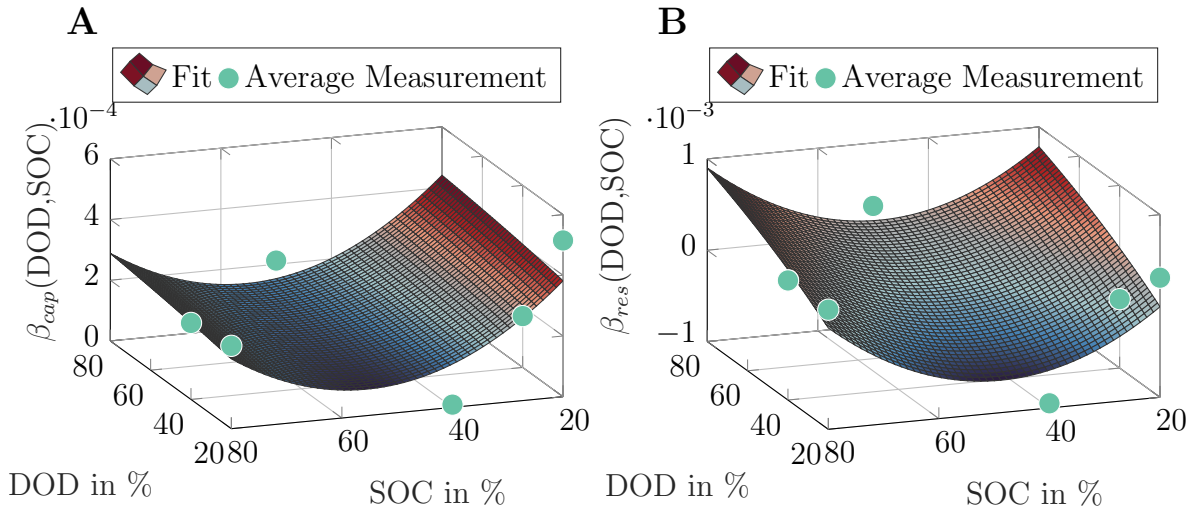 A
Fit Average Measurement
·10−4
6
4
2
0
βcap(DOD,SOC)
80
60
40
20
DOD in %
80
60
40
20
SOC in %
B
Fit Average Measurement
·10−3
1
0
−1
βres(DOD,SOC)
80
60
40
20
DOD in %
80
60
40
20
SOC in %